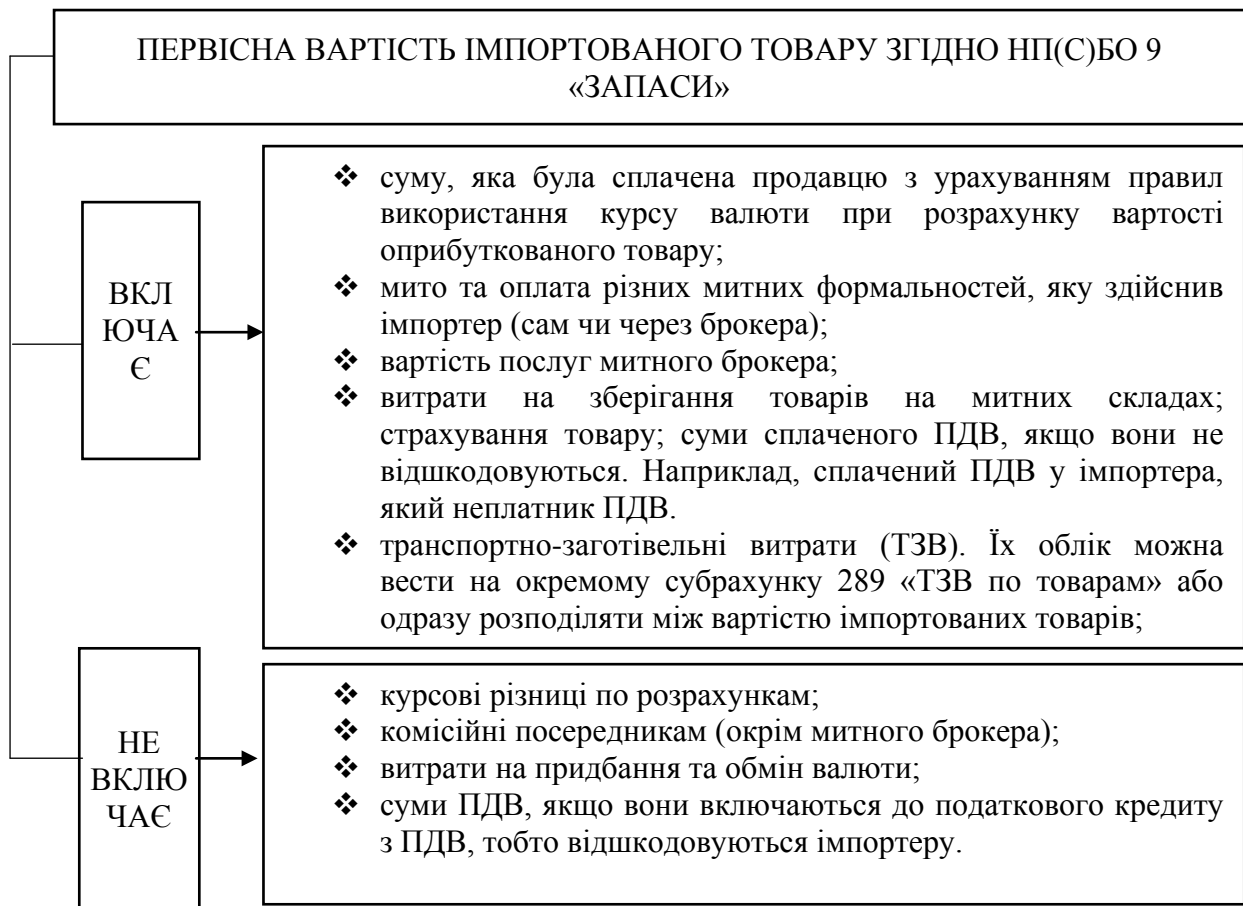 ПЕРВІСНА ВАРТІСТЬ ІМПОРТОВАНОГО ТОВАРУ ЗГІДНО НП(С)БО 9
«ЗАПАСИ»
ВКЛ
ЮЧА
Є
❖ суму, яка була сплачена продавцю з урахуванням правил
використання курсу валюти при розрахунку вартості
оприбуткованого товару;
❖ мито та оплата різних митних формальностей, яку здійснив
імпортер (сам чи через брокера);
❖ вартість послуг митного брокера;
❖ витрати на зберігання товарів на митних складах;
страхування товару; суми сплаченого ПДВ, якщо вони не
відшкодовуються. Наприклад, сплачений ПДВ у імпортера,
який неплатник ПДВ.
❖ транспортно-заготівельні витрати (ТЗВ). Їх облік можна
вести на окремому субрахунку 289 «ТЗВ по товарам» або
одразу розподіляти між вартістю імпортованих товарів;
НЕ
ВКЛЮ
ЧАЄ
❖ курсові різниці по розрахункам;
❖ комісійні посередникам (окрім митного брокера);
❖ витрати на придбання та обмін валюти;
❖ суми ПДВ, якщо вони включаються до податкового кредиту
з ПДВ, тобто відшкодовуються імпортеру.